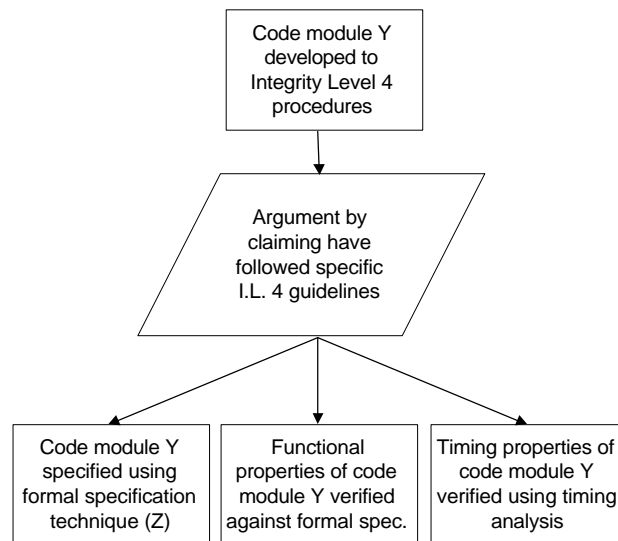 Code module Y
developed to
Integrity Level 4
procedures
Argument by
claiming have
followed specific
I.L. 4 guidelines
Code module Y
specified using
formal specification
technique (Z)
Functional
properties of code
module Y verified
against formal spec.
Timing properties of
code module Y
verified using timing
analysis